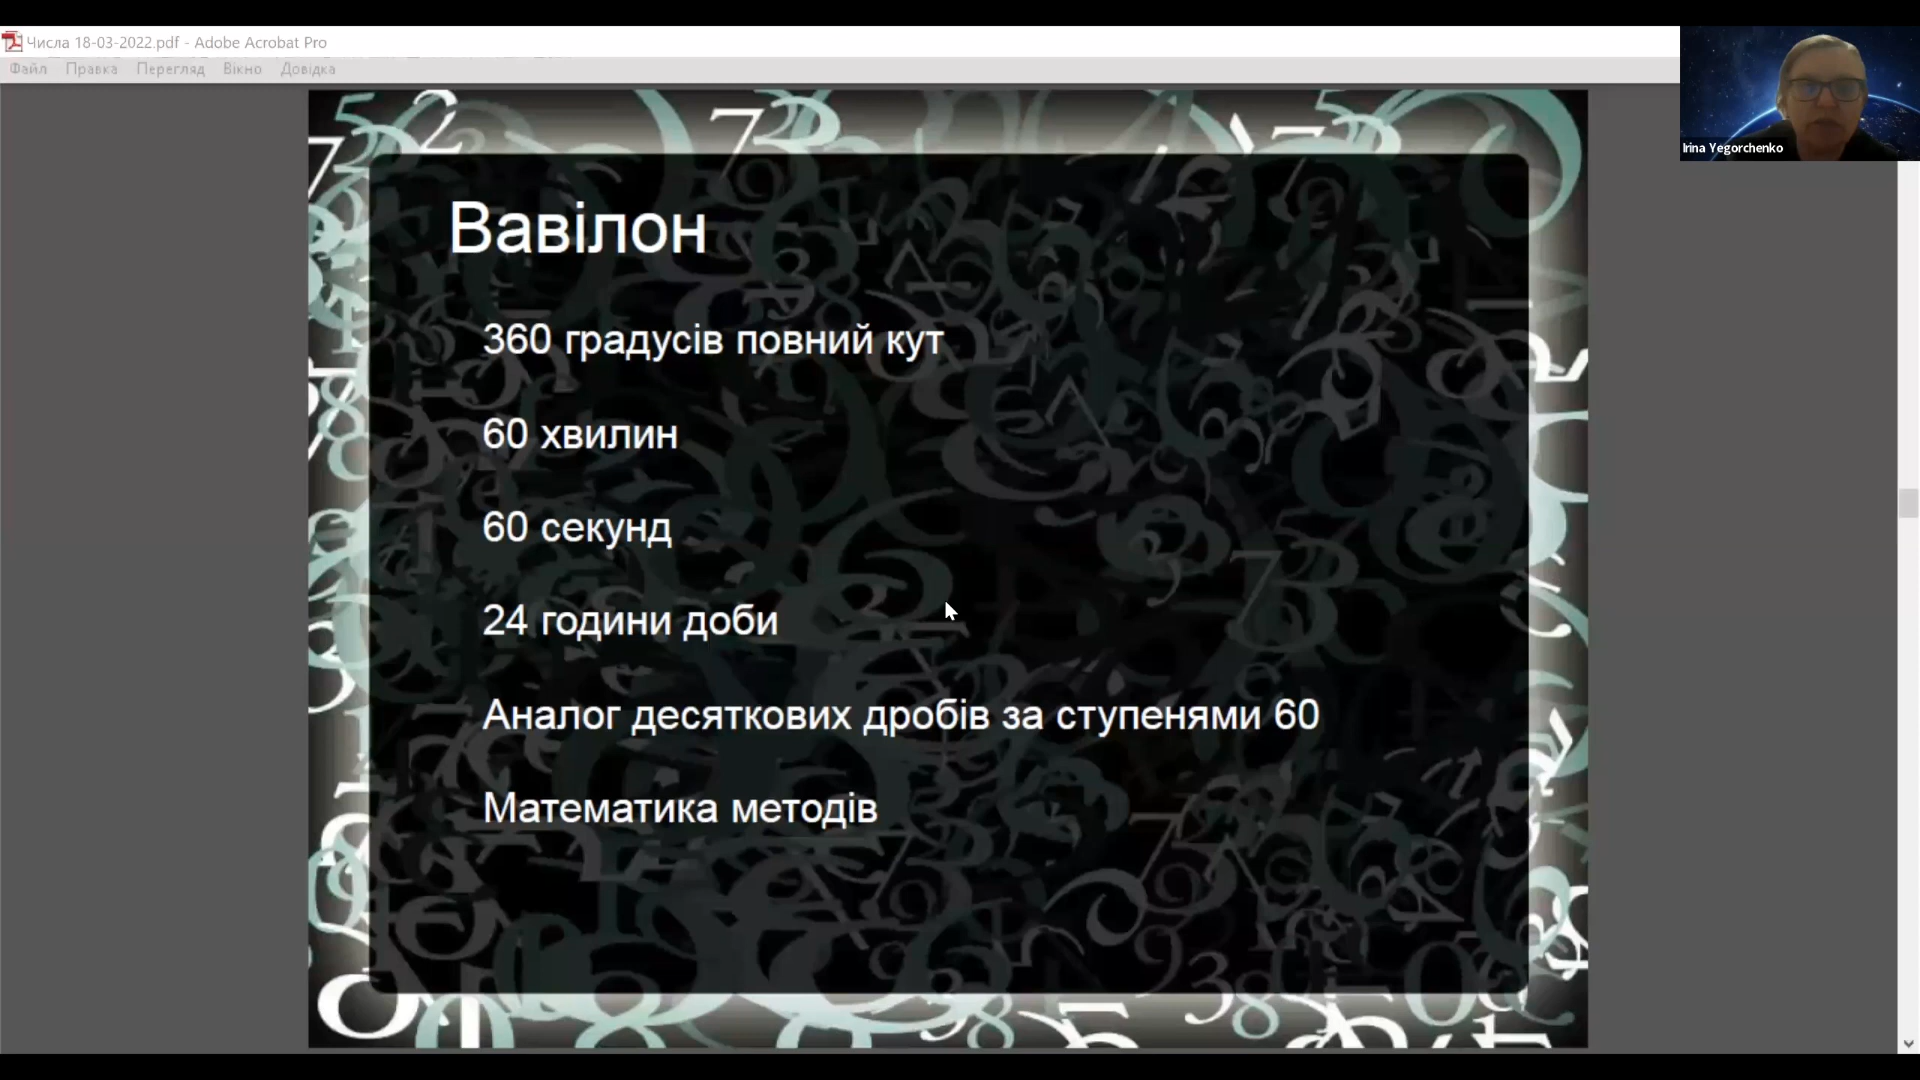 Числа 18-03-2022.pdf - Adobe Acrobat Pro
Файл Правка Перегляд Вікно Довідка
Irina Yegorchenko
Вавілон
360 градусів повний кут
60 хвилин
60 секунд
24 години доби
Аналог десяткових дробів за ступенями 60
Математика методів